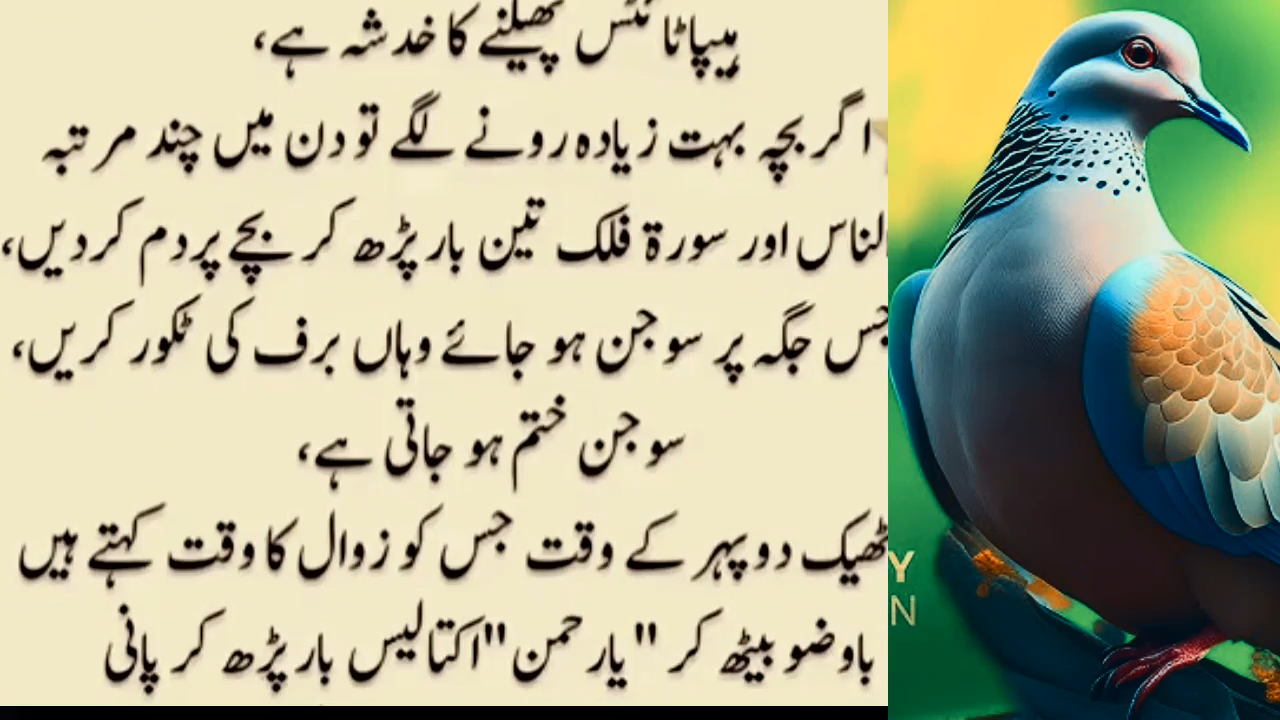 ہیپاٹائٹس پھیلنے کا خدشہ ہے،
اگر بچہ بہت زیادہ رونے لگے تو دن میں چند مرتبہ
الناس اور سورۃ فلک تین بار پڑھ کر بچے پر دم کر دیں،
جس جگہ پر سوجن ہو جائے وہاں برف کی ٹکور کریں،
سوجن ختم ہو جاتی ہے،
ٹھیک دوپہر کے وقت جس کو زوال کا وقت کہتے ہیں
باوضو بیٹھ کر "یارحمن" اکتالیس بار پڑھ کر پانی
Y
N